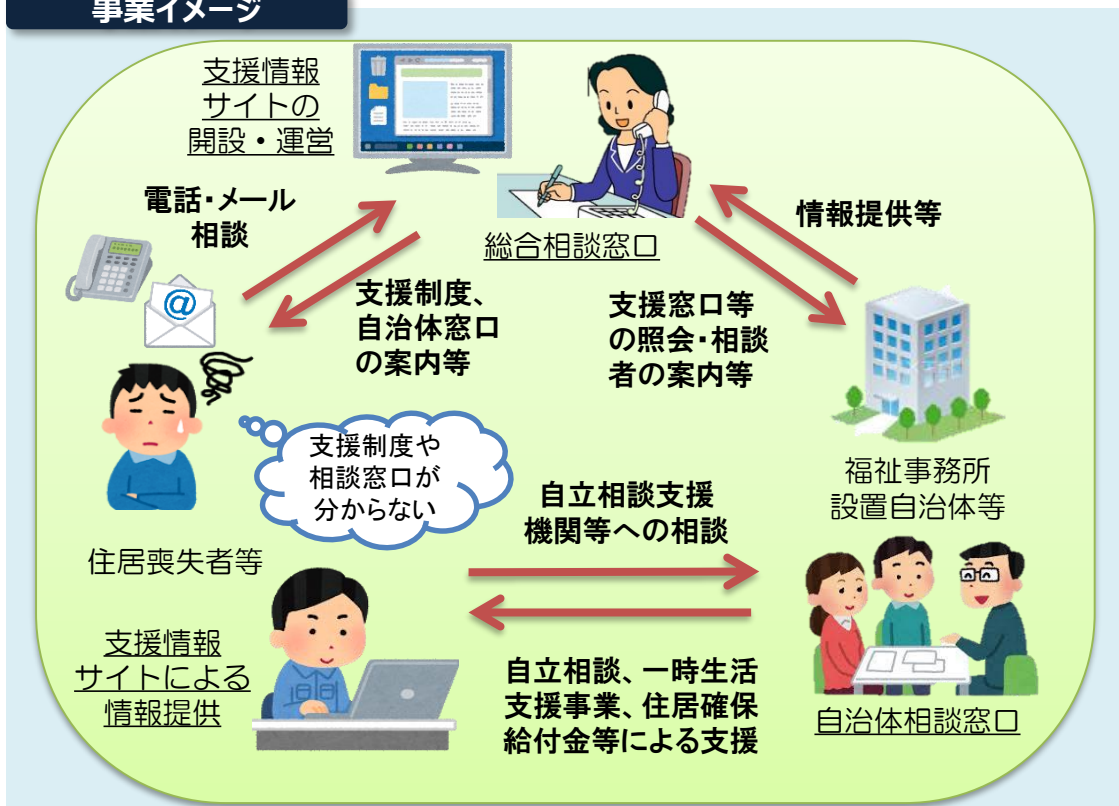 事業イメージ
支援情報
サイトの
開設・運営
電話・メール
相談
@
総合相談窓口
情報提供等
支援制度、
自治体窓口
の案内等
支援窓口等
の照会・相談
者の案内等
支援制度や
相談窓口が
分からない
福祉事務所
設置自治体等
自立相談支援
機関等への相談
住居喪失者等
支援情報
サイトによる
情報提供
自立相談、一時生活
支援事業、住居確保
給付金等による支援
自治体相談窓口